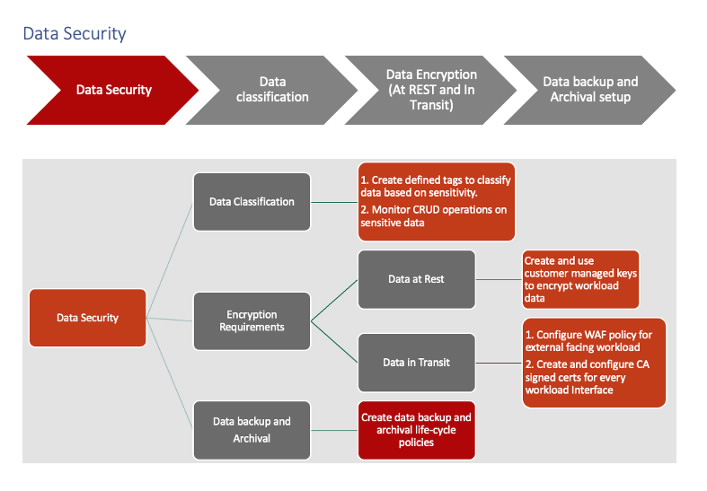 Data Security
Data Security
Data
classification
Data Encryption
(At REST and In
Transit)
Data backup and
Archival setup
Data Security
Data Classification
1. Create defined tags to classify
data based on sensitivity.
2. Monitor CRUD operations on
sensitive data
Encryption
Requirements
Data at Rest
Create and use
customer managed keys
to encrypt workload
data
Data in Transit
1. Configure WAF policy for
external facing workload
2. Create and configure CA
signed certs for every
workload Interface
Data backup and
Archival
Create data backup and
archival life-cycle
policies